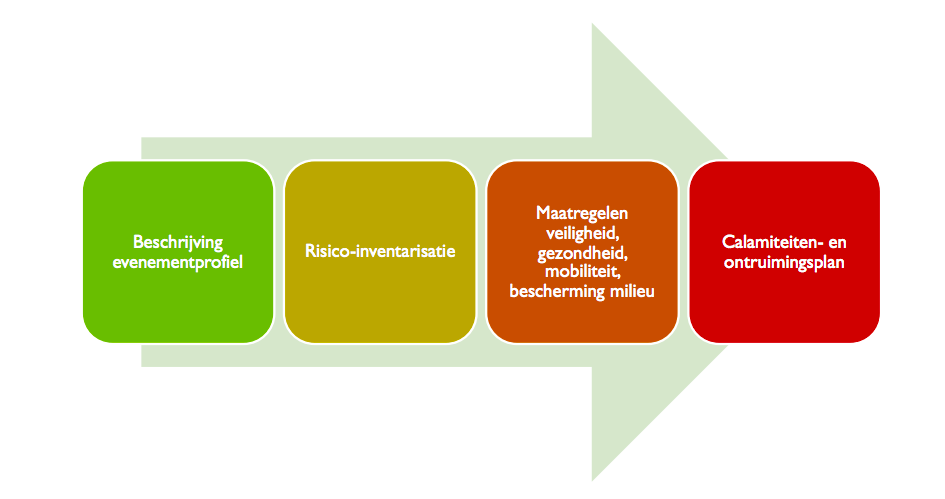 Beschrijving
evenementprofiel
Risico-inventarisatie
Maatregelen
veiligheid,
gezondheid,
mobiliteit,
bescherming milieu
Calamiteiten- en
ontruimingsplan